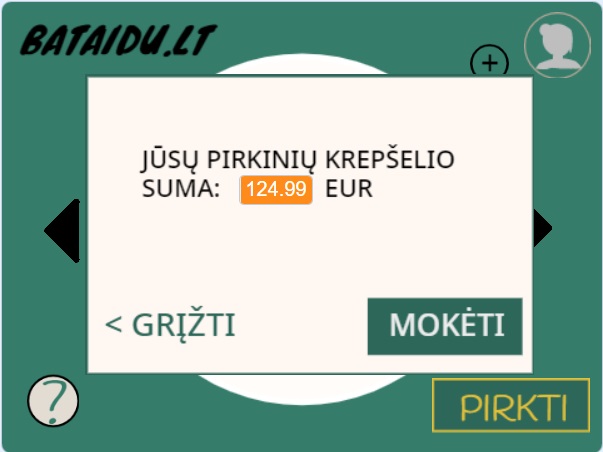 BATAIDU.LT
+
JŪSŲ PIRKINIŲ KREPŠELIO
SUMA: 124.99 EUR
< GRĮŽTI
MOKĖTI
?
PIRKTI